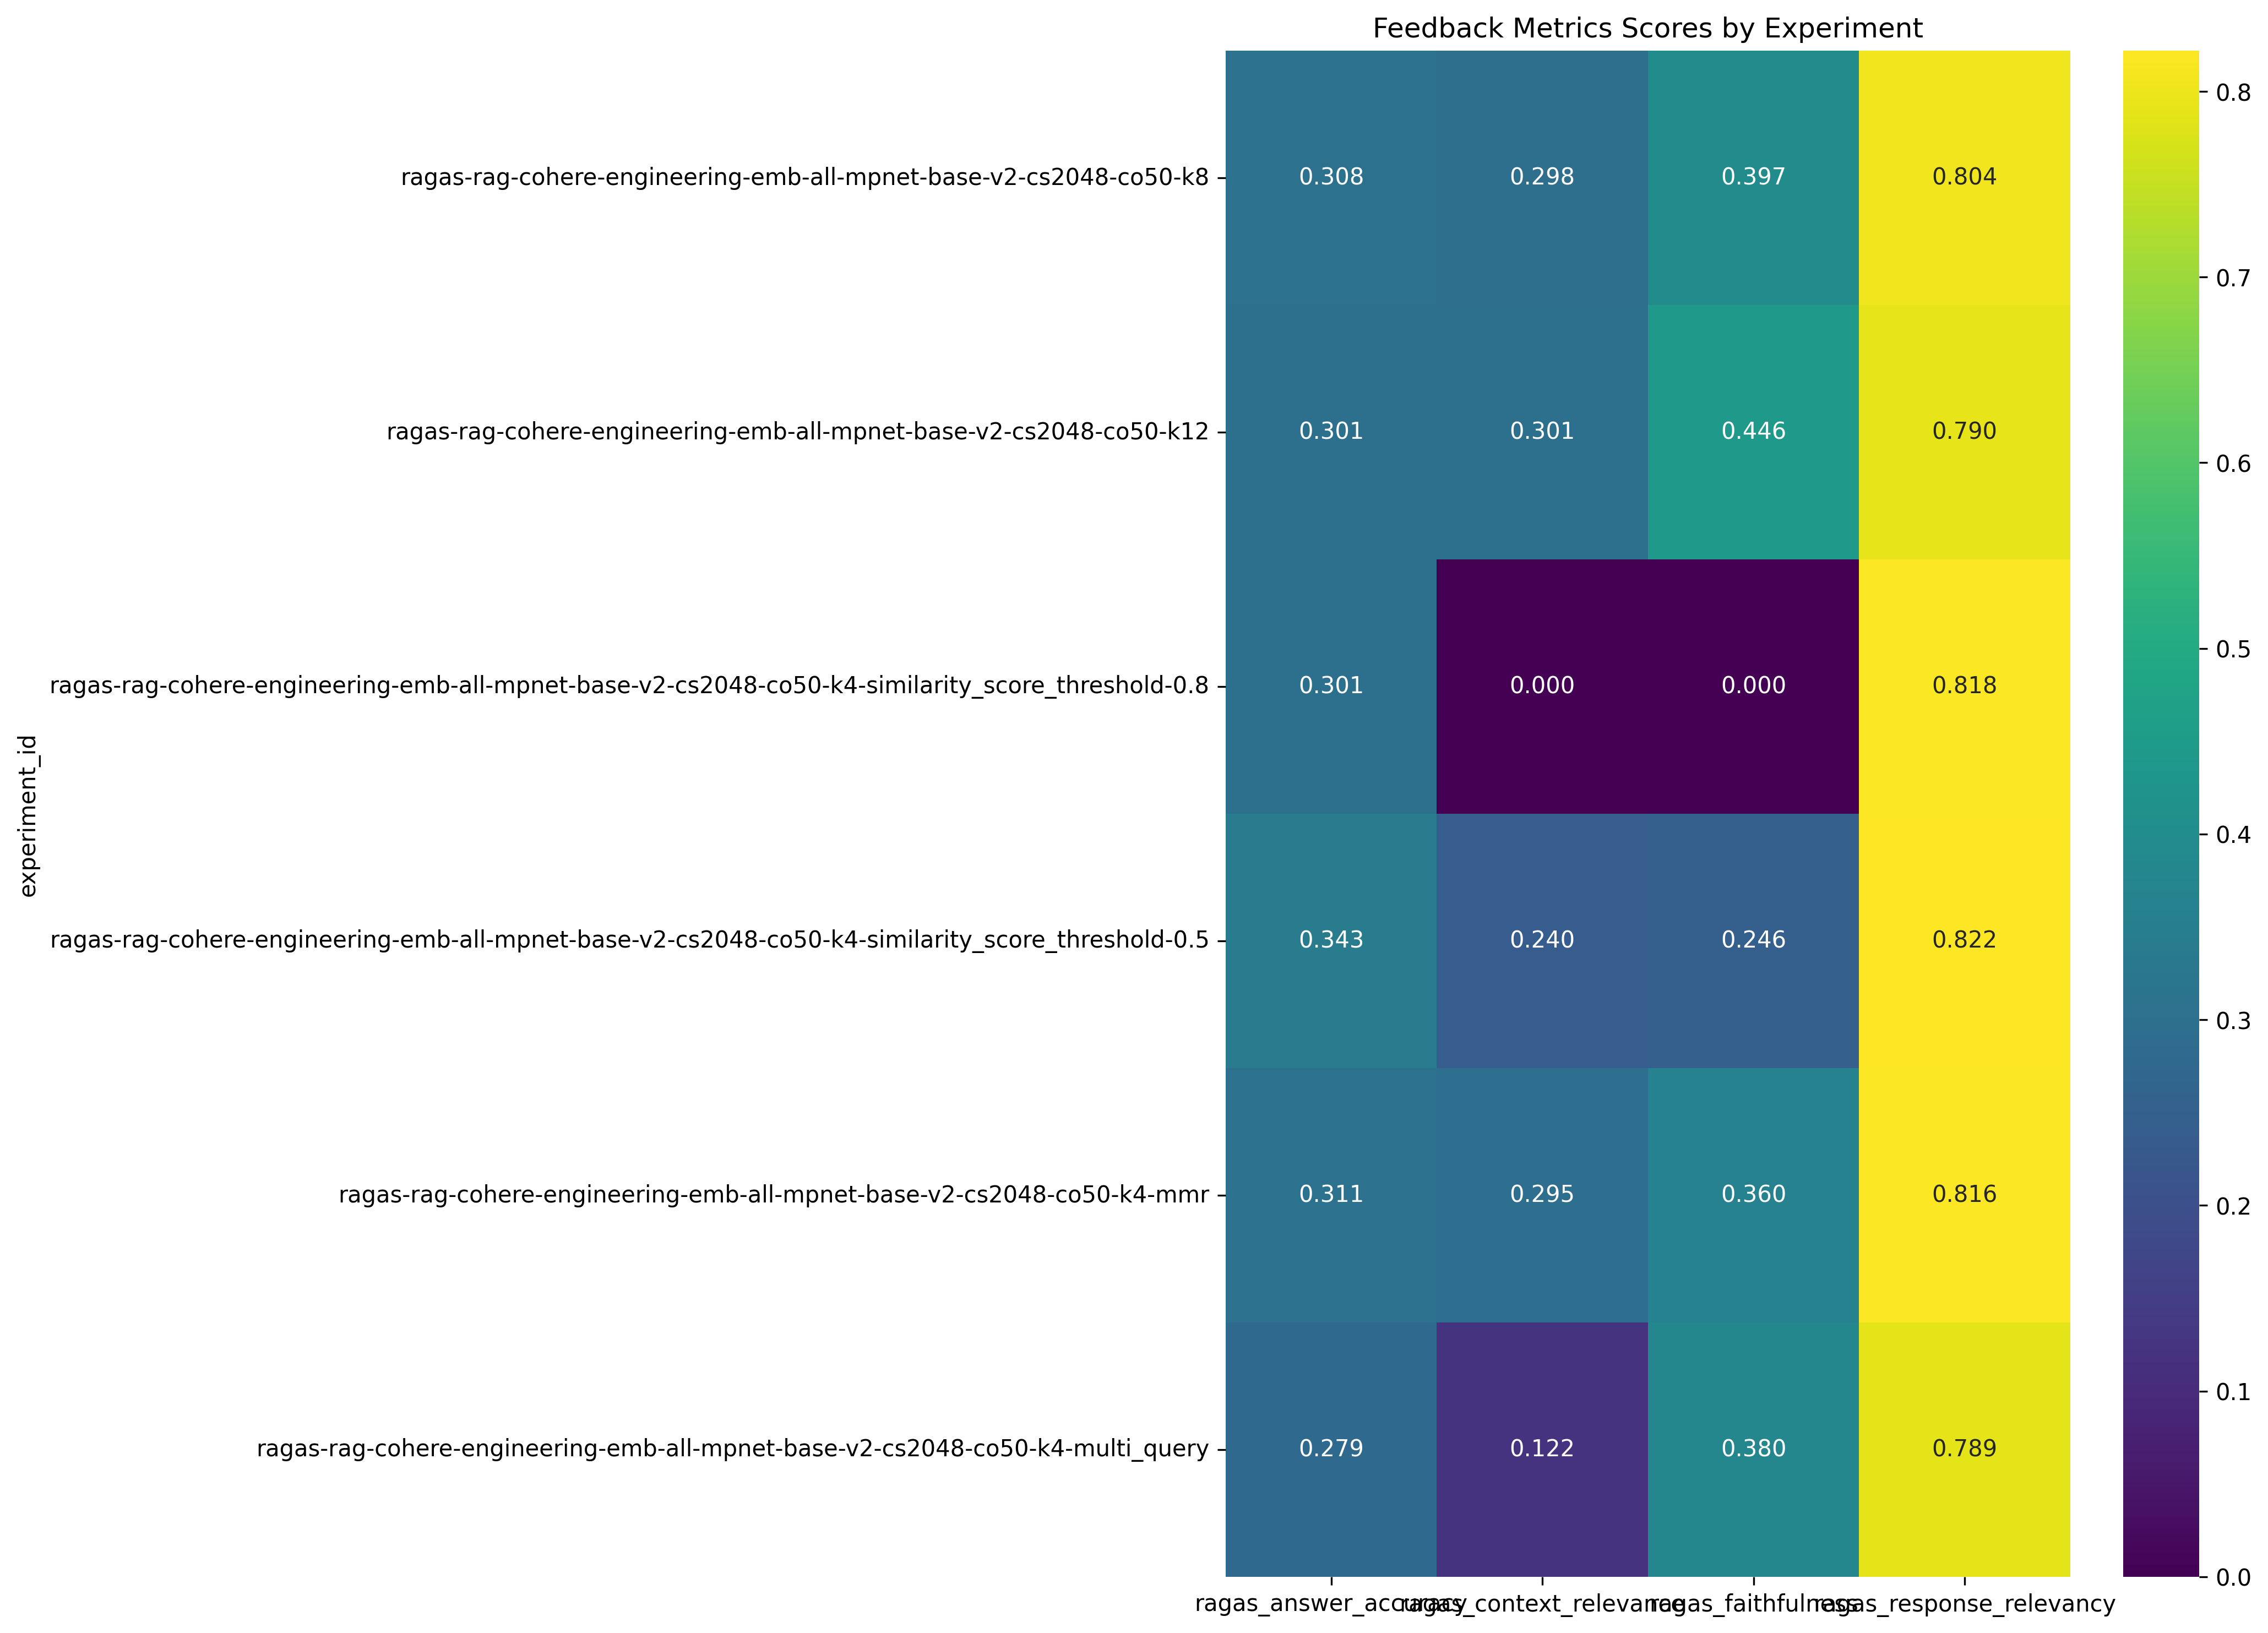 Feedback Metrics Scores by Experiment
experiment_id
ragas-rag-cohere-engineering-emb-all-mpnet-base-v2-cs2048-co50-k8 0.308 0.298 0.397 0.804
ragas-rag-cohere-engineering-emb-all-mpnet-base-v2-cs2048-co50-k12 0.301 0.301 0.446 0.790
ragas-rag-cohere-engineering-emb-all-mpnet-base-v2-cs2048-co50-k4-similarity_score_threshold-0.8 0.301 0.000 0.000 0.818
ragas-rag-cohere-engineering-emb-all-mpnet-base-v2-cs2048-co50-k4-similarity_score_threshold-0.5 0.343 0.240 0.246 0.822
ragas-rag-cohere-engineering-emb-all-mpnet-base-v2-cs2048-co50-k4-mmr 0.311 0.295 0.360 0.816
ragas-rag-cohere-engineering-emb-all-mpnet-base-v2-cs2048-co50-k4-multi_query 0.279 0.122 0.380 0.789
ragas_answer_accuracy ragas_context_relevance ragas_faithfulness ragas_response_relevancy
0.8
0.7
0.6
0.5
0.4
0.3
0.2
0.1
0.0